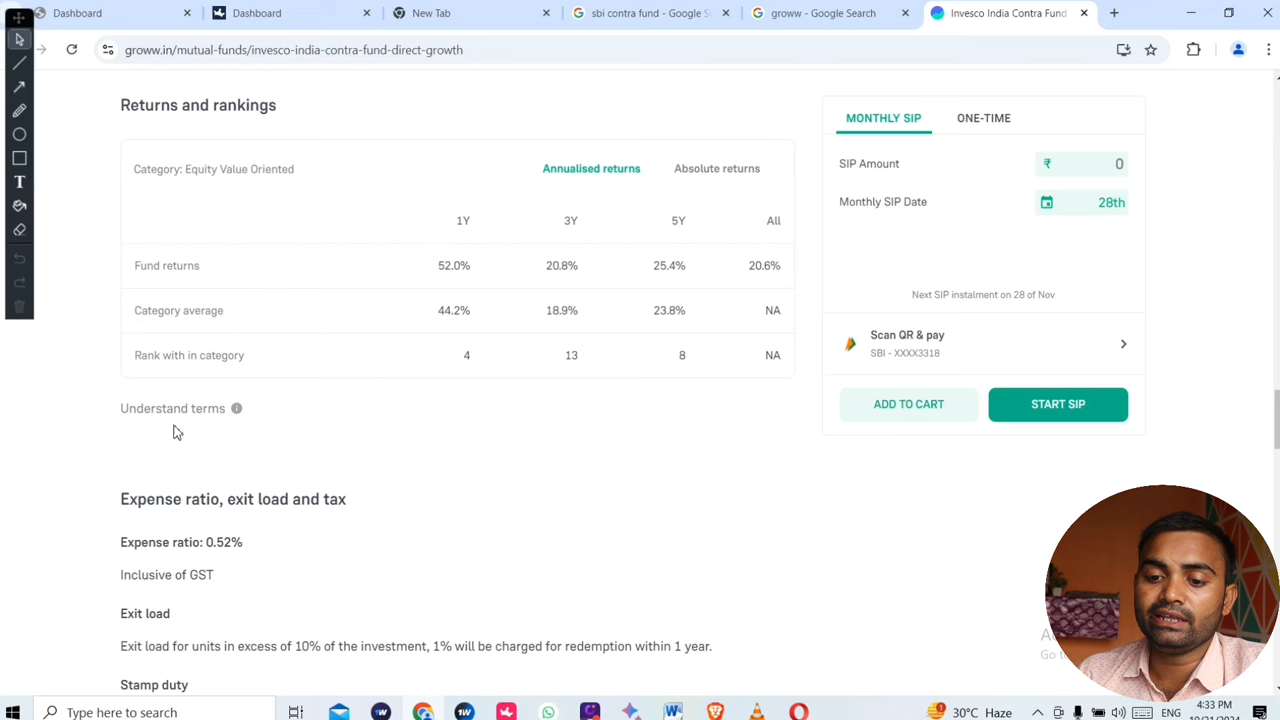 Dashboard
Dashboard
New Tab
sbi contra fund - Google
groww - Google Search
Invesco India Contra Fund
groww.in/mutual-funds/invesco-india-contra-fund-direct-growth
T
Returns and rankings
Category: Equity Value Oriented
Annualised returns Absolute returns
1Y 3Y 5Y All
Fund returns 52.0% 20.8% 25.4% 20.6%
Category average 44.2% 18.9% 23.8% NA
Rank with in category 4 13 8 NA
Understand terms
MONTHLY SIP ONE-TIME
SIP Amount ₹ 0
Monthly SIP Date 28th
Next SIP instalment on 28 of Nov
Scan QR & pay
SBI - XXXX3318
ADD TO CART START SIP
Expense ratio, exit load and tax
Expense ratio: 0.52%
Inclusive of GST
Exit load
Exit load for units in excess of 10% of the investment, 1% will be charged for redemption within 1 year.
Stamp duty
Go
Type here to search
30°C Haze
ENG
4:33 PM